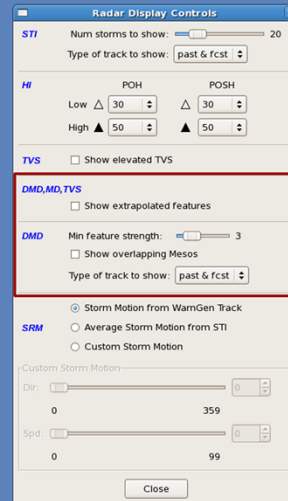 Radar Display Controls
STI Num storms to show: 20
Type of track to show: past & fcst
HI POH POSH
Low 30 30
High 50 50
TVS Show elevated TVS
DMD,MD,TVS
Show extrapolated features
DMD Min feature strength: 3
Show overlapping Mesos
Type of track to show: past & fcst
Storm Motion from WarnGen Track
SRM Average Storm Motion from STI
Custom Storm Motion
Custom Storm Motion
Dir: 0
0 359
Spd: 0
0 99
Close